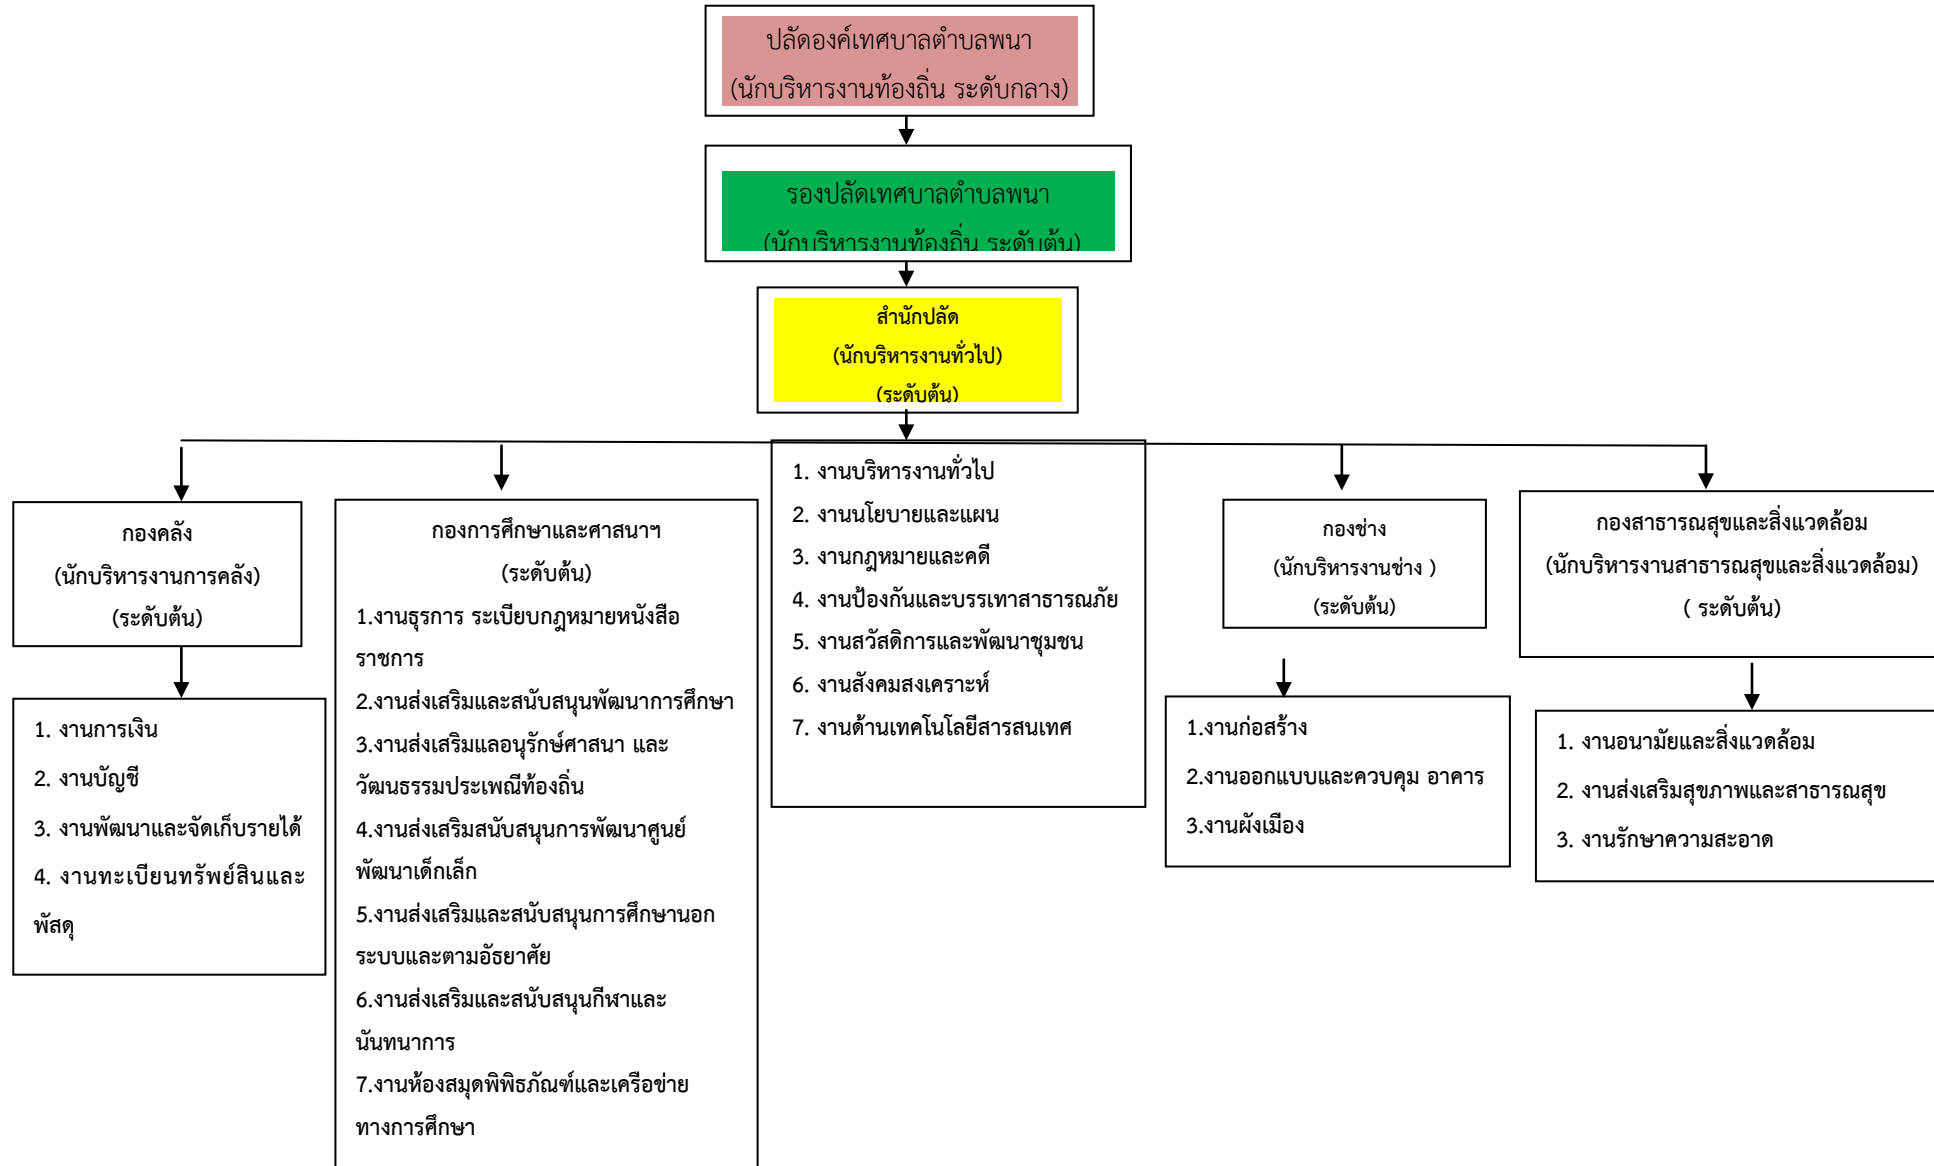 ปลัดองค์เทศบาลตำบลพนา
(นักบริหารงานท้องถิ่น ระดับกลาง)
รองปลัดเทศบาลตำบลพนา
(นักบริหารงานท้องถิ่น ระดับต้น)
สำนักปลัด
(นักบริหารงานทั่วไป)
(ระดับต้น)
กองคลัง
(นักบริหารงานการคลัง)
(ระดับต้น)
1. งานการเงิน
2. งานบัญชี
3. งานพัฒนาและจัดเก็บรายได้
4. งานทะเบียนทรัพย์สินและ
พัสดุ
กองการศึกษาและศาสนาฯ
(ระดับต้น)
1.งานธุรการ ระเบียบกฎหมายหนังสือ
ราชการ
2.งานส่งเสริมและสนับสนุนพัฒนาการศึกษา
3.งานส่งเสริมแลอนุรักษ์ศาสนา และ
วัฒนธรรมประเพณีท้องถิ่น
4.งานส่งเสริมสนับสนุนการพัฒนาศูนย์
พัฒนาเด็กเล็ก
5.งานส่งเสริมและสนับสนุนการศึกษานอก
ระบบและตามอัธยาศัย
6.งานส่งเสริมและสนับสนุนกีฬาและ
นันทนาการ
7.งานห้องสมุดพิพิธภัณฑ์และเครือข่าย
ทางการศึกษา
1. งานบริหารงานทั่วไป
2. งานนโยบายและแผน
3. งานกฎหมายและคดี
4. งานป้องกันและบรรเทาสาธารณภัย
5. งานสวัสดิการและพัฒนาชุมชน
6. งานสังคมสงเคราะห์
7. งานด้านเทคโนโลยีสารสนเทศ
กองช่าง
(นักบริหารงานช่าง )
(ระดับต้น)
1.งานก่อสร้าง
2.งานออกแบบและควบคุม อาคาร
3.งานผังเมือง
กองสาธารณสุขและสิ่งแวดล้อม
(นักบริหารงานสาธารณสุขและสิ่งแวดล้อม)
( ระดับต้น)
1. งานอนามัยและสิ่งแวดล้อม
2. งานส่งเสริมสุขภาพและสาธารณสุข
3. งานรักษาความสะอาด